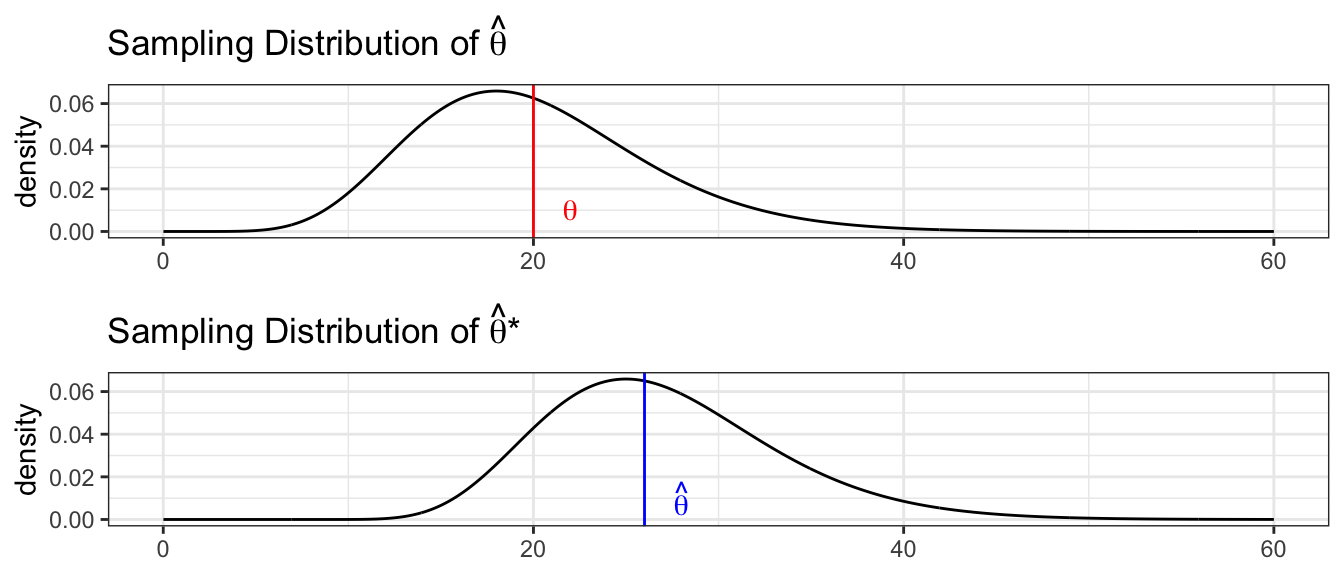 Sampling Distribution of θ̂
density
0.06
0.04
0.02
0.00
θ
0 20 40 60
Sampling Distribution of θ̂*
density
0.06
0.04
0.02
0.00
θ̂
0 20 40 60